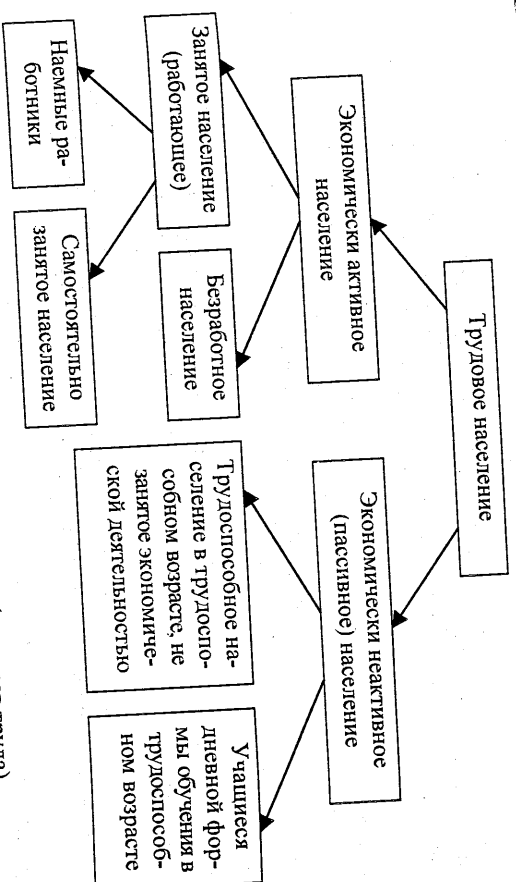 Трудовое население
Экономически активное
население
Экономически неактивное
(пассивное) население
Занятое население
(работающее)
Безработное
население
Трудоспособное на-
селение в трудоспо-
собном возрасте, не
занятое экономиче-
ской деятельностью
Учащиеся
дневной фор-
мы обучения в
трудоспособ-
ном возрасте
Наемные ра-
ботники
Самостоятельно
занятое население
труда)